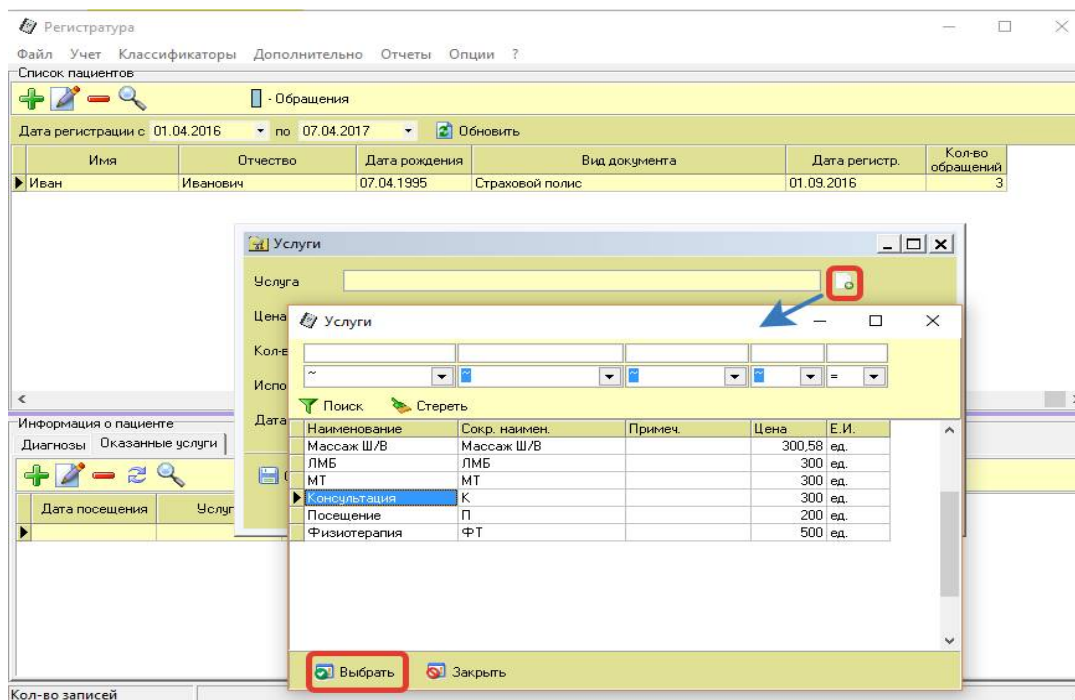 Регистратура
Файл Учет Классификаторы Дополнительно Отчеты Опции ?
Список пациентов
- Обращения
Дата регистрации с 01.04.2016 по 07.04.2017 Обновить
Имя Отчество Дата рождения Вид документа Дата регистр. Кол-во обращений
Иван Иванович 07.04.1995 Страховой полис 01.09.2016 3
Услуги
Услуга
Цена
Кол-в
Испо
Дата
Услуги
~ ~ ~ ~ =
Поиск Стереть
Наименование Сокр. наимен. Примеч. Цена Е.И.
Массаж Ш/В Массаж Ш/В 300,58 ед.
ЛМБ ЛМБ 300 ед.
МТ МТ 300 ед.
Консультация К 300 ед.
Посещение П 200 ед.
Физиотерапия ФТ 500 ед.
Выбрать Закрыть
Информация о пациенте
Диагнозы Оказанные услуги
Дата посещения Услуг
Кол-во записей